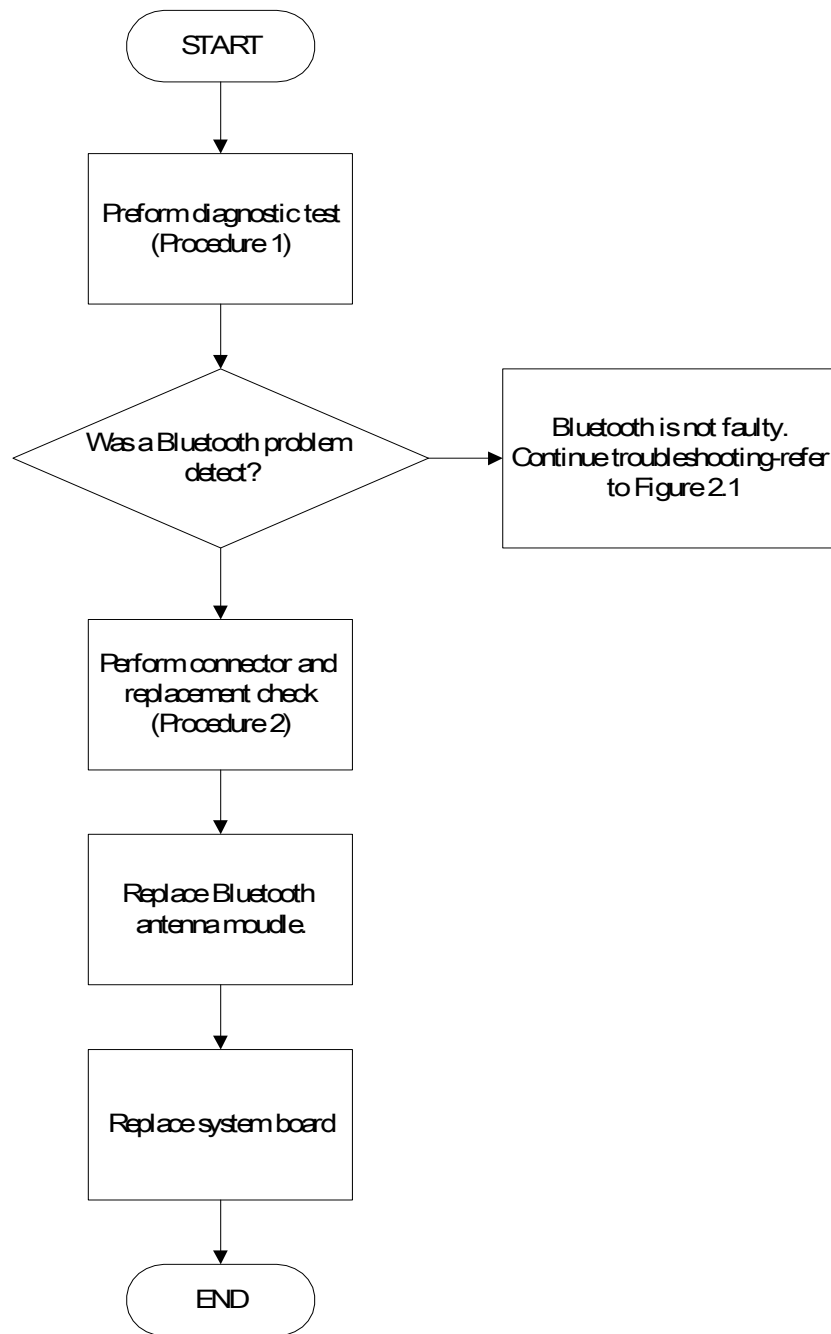 START
Preform diagnostic test
(Procedure 1)
Was a Bluetooth problem
detect?
Bluetooth is not faulty.
Continue troubleshooting-refer
to Figure 2.1
Perform connector and
replacement check
(Procedure 2)
Replace Bluetooth
antenna moudle.
Replace system board
END